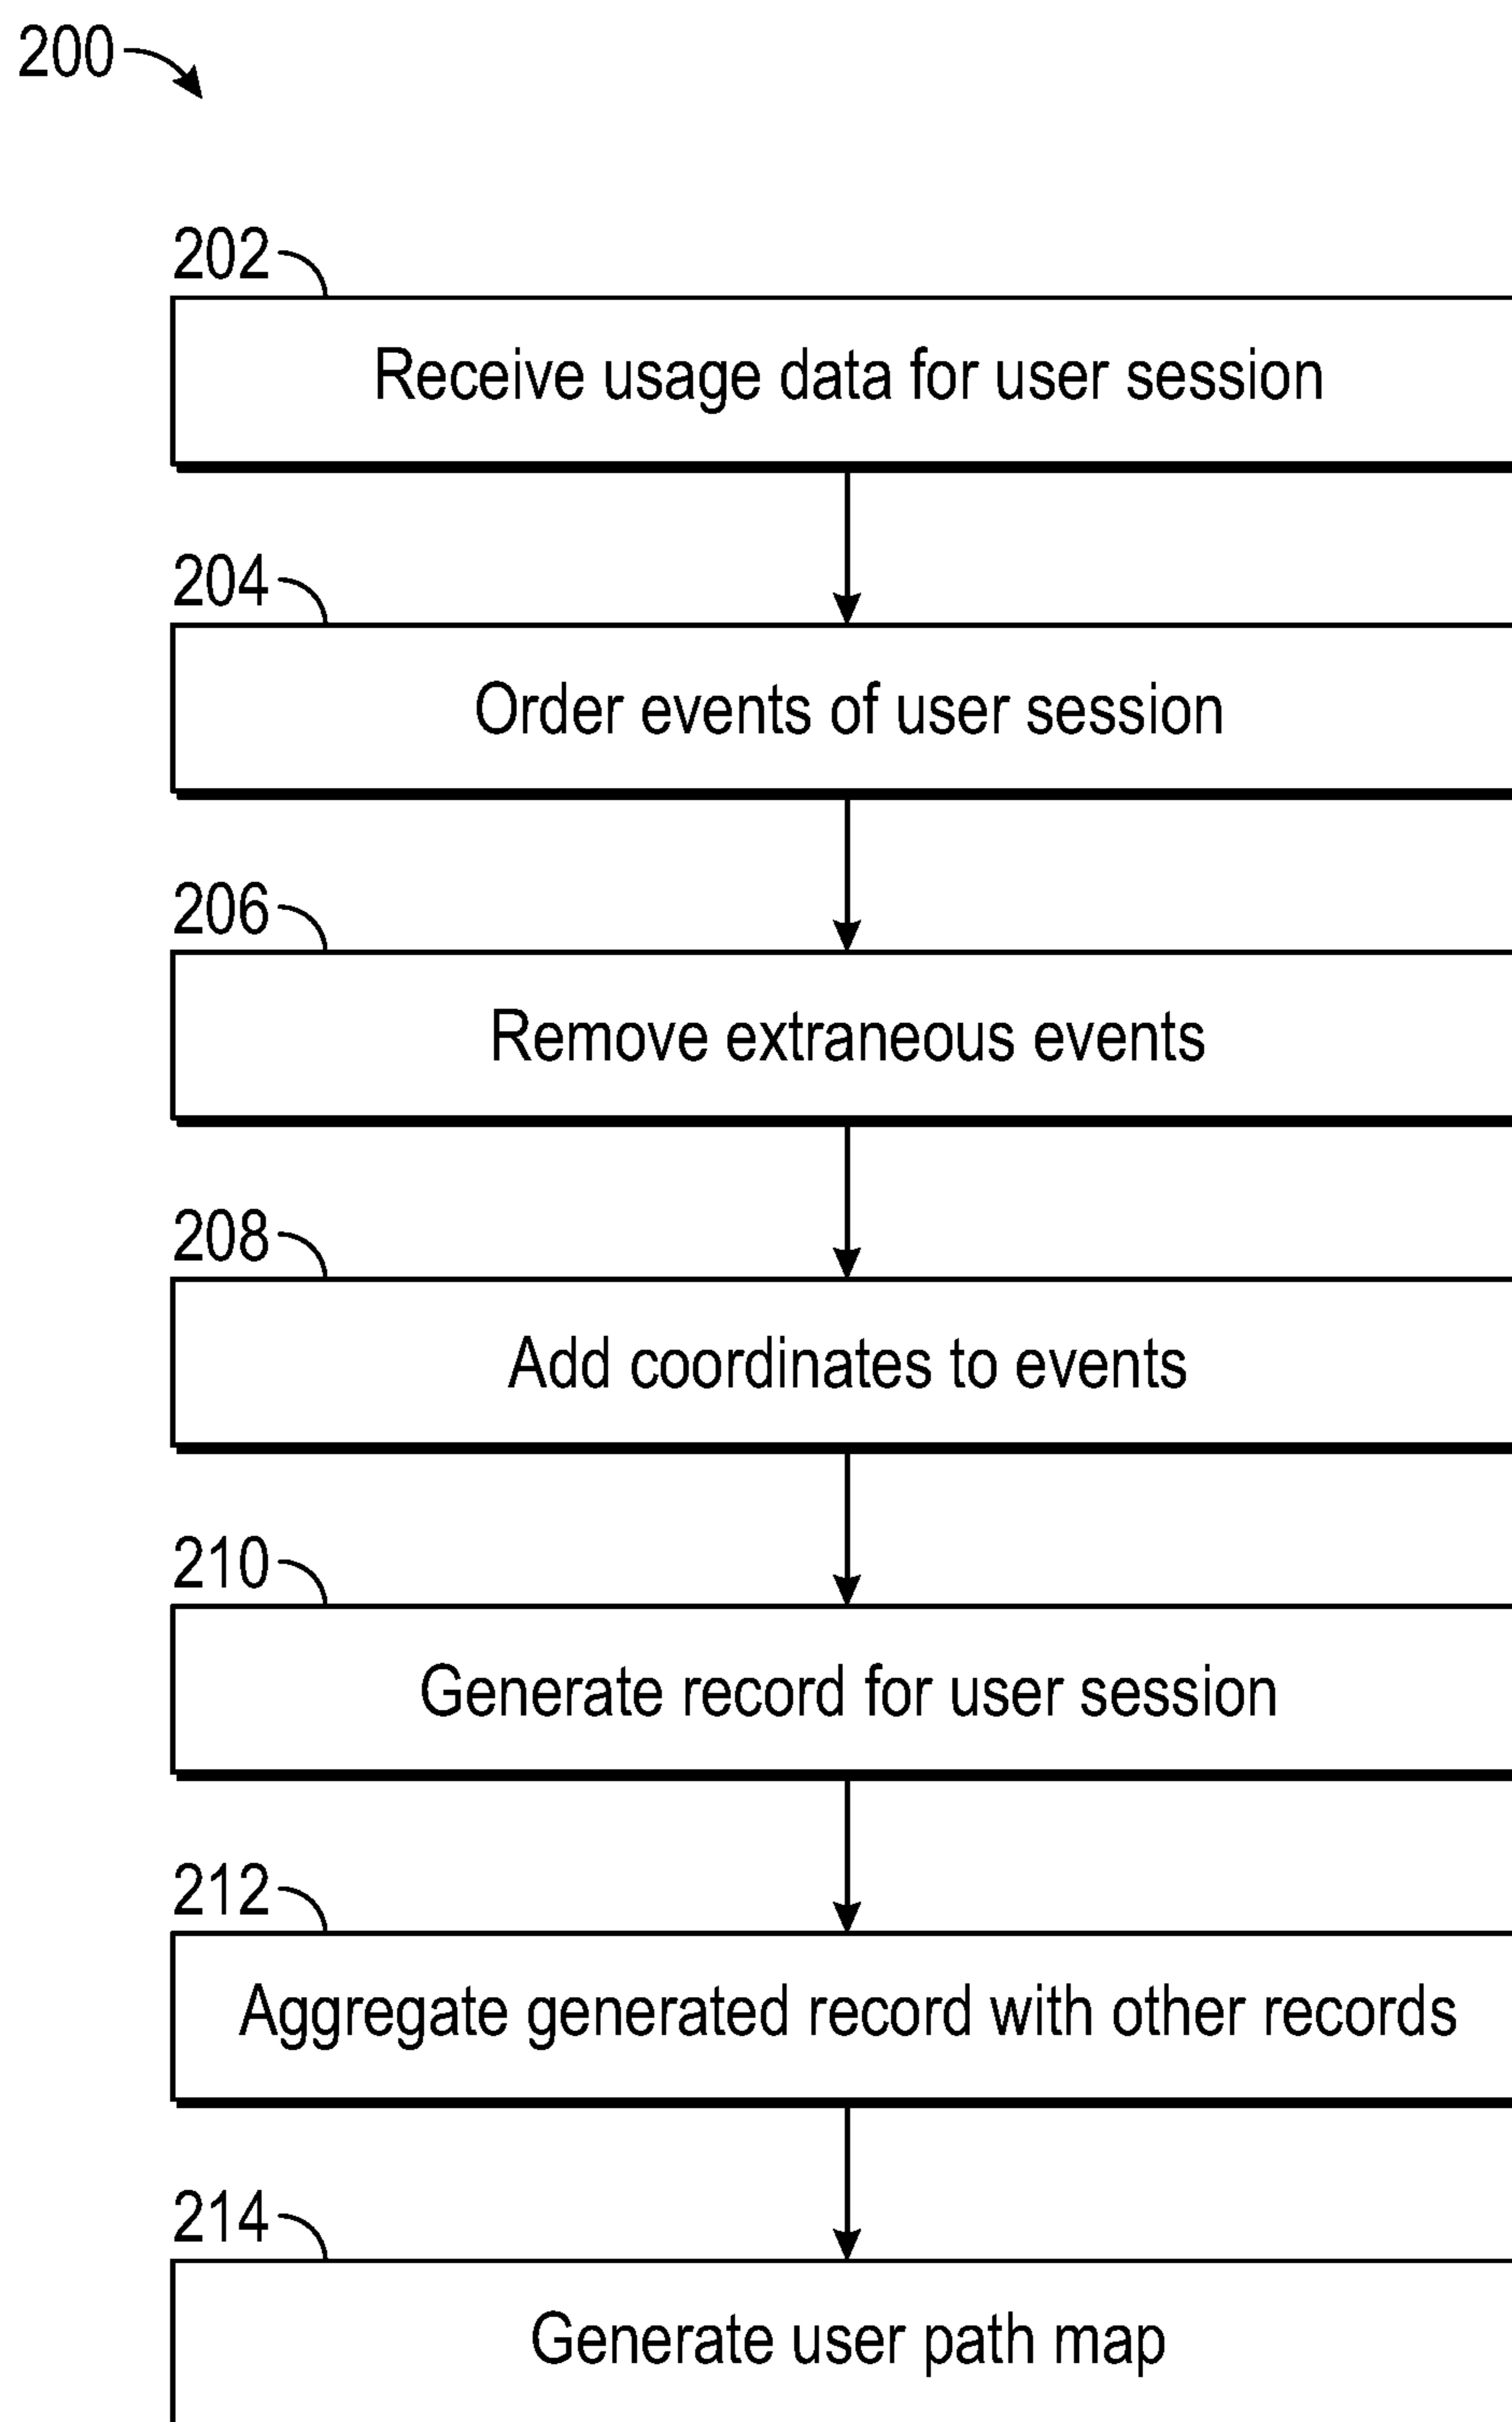 200
202
Receive usage data for user session
204
Order events of user session
206
Remove extraneous events
208
Add coordinates to events
210
Generate record for user session
212
Aggregate generated record with other records
214
Generate user path map